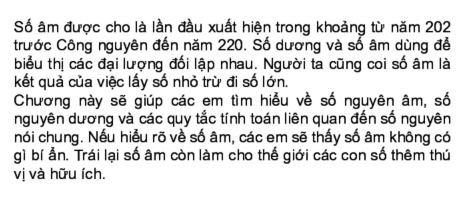 Số âm được cho là lần đầu xuất hiện trong khoảng từ năm 202
trước Công nguyên đến năm 220. Số dương và số âm dùng để
biểu thị các đại lượng đối lập nhau. Người ta cũng coi số âm là
kết quả của việc lấy số nhỏ trừ đi số lớn.
Chương này sẽ giúp các em tìm hiểu về số nguyên âm, số
nguyên dương và các quy tắc tính toán liên quan đến số nguyên
nói chung. Nếu hiểu rõ về số âm, các em sẽ thấy số âm không có
gì bí ẩn. Trái lại số âm còn làm cho thế giới các con số thêm thú
vị và hữu ích.